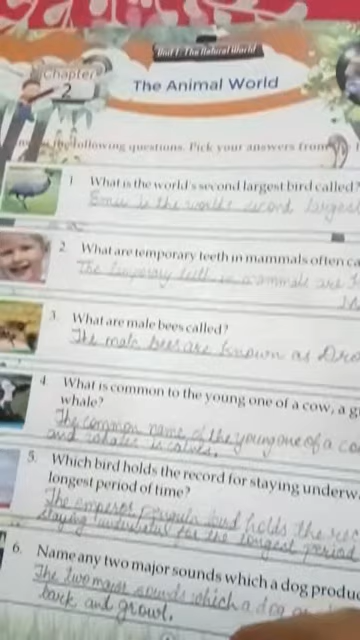 Unit 1: The Natural World
Chapter
2
The Animal World
the following questions. Pick your answers from
1 What is the world's second largest bird called
Emu is the world second largest
2. What are temporary teeth in mammals often ca
The temporary teeth in a ammals are
3. What are male bees called?
The male bees are known as Dro
4. What is common to the young one of a cow, a g
whale?
The common name of the young one of a co
and whales is calves.
5. Which bird holds the record for staying underw
longest period of time?
The emperor penguin bird holds the rec
staying underwater for the longest period
6. Name any two major sounds which a dog produc
The two major sounds which a dog
bark and growl.